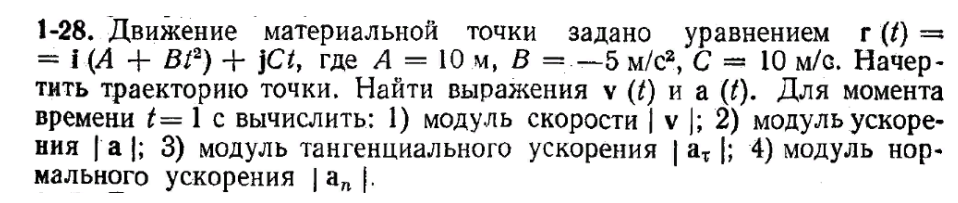 1-28. Движение материальной точки задано уравнением r (t) =
= i (A + Bt²) + jCt, где A = 10 м, B = —5 м/с², C = 10 м/с. Начер-
тить траекторию точки. Найти выражения v (t) и a (t). Для момента
времени t= 1 с вычислить: 1) модуль скорости | v |; 2) модуль ускоре-
ния | a |; 3) модуль тангенциального ускорения | aτ |; 4) модуль нор-
мального ускорения | aₙ |.